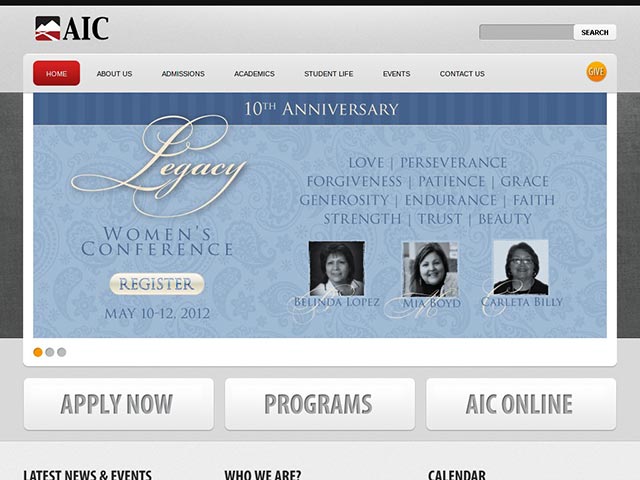 AIC
SEARCH
HOME
ABOUT US
ADMISSIONS
ACADEMICS
STUDENT LIFE
EVENTS
CONTACT US
GIVE
10TH ANNIVERSARY
Legacy
WOMEN'S
CONFERENCE
REGISTER
MAY 10-12, 2012
LOVE | PERSEVERANCE
FORGIVENESS | PATIENCE | GRACE
GENEROSITY | ENDURANCE | FAITH
STRENGTH | TRUST | BEAUTY
BELINDA LOPEZ
MIA BOYD
CARLETA BILLY
APPLY NOW
PROGRAMS
AIC ONLINE
LATEST NEWS & EVENTS
WHO WE ARE?
CALENDAR